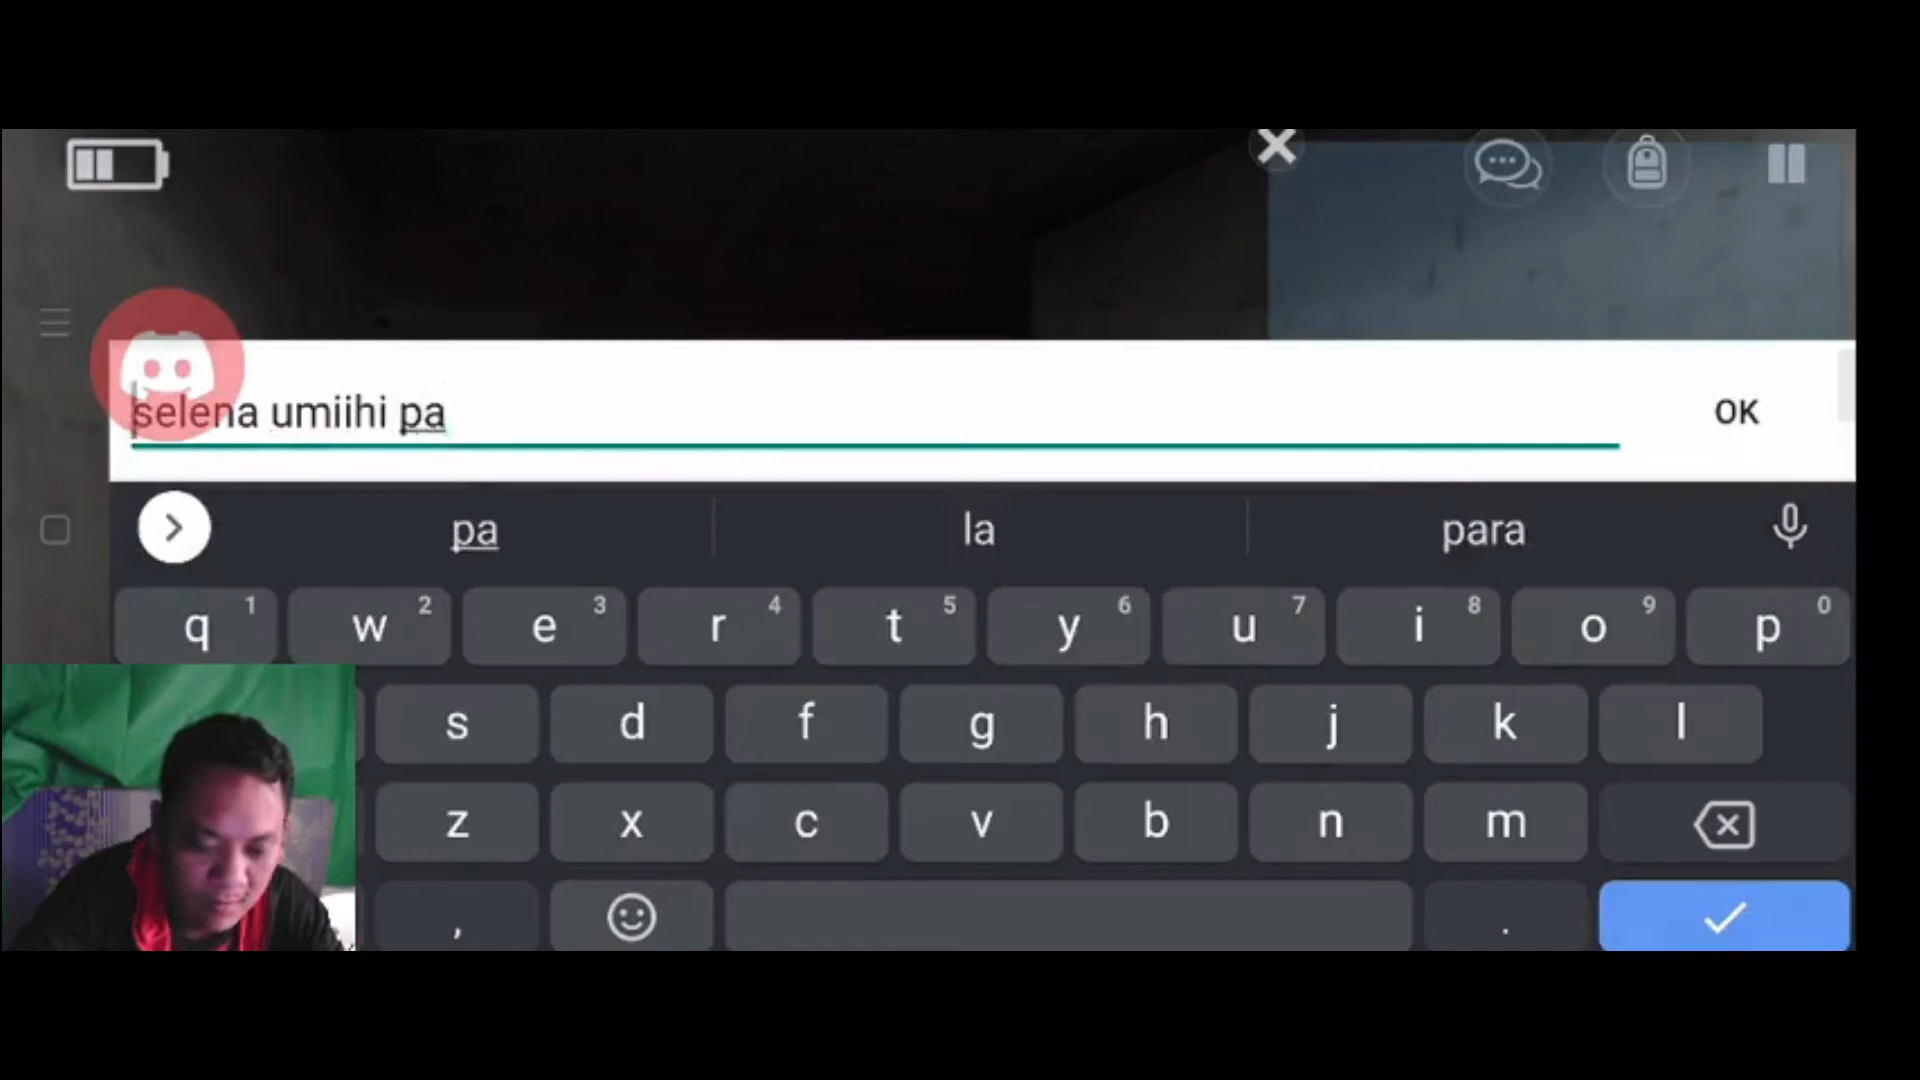 selena umiihi pa
OK
pa
la
para
q 1 w 2 e 3 r 4 t 5 y 6 u 7 i 8 o 9 p 0
s d f g h j k l
z x c v b n m
, .